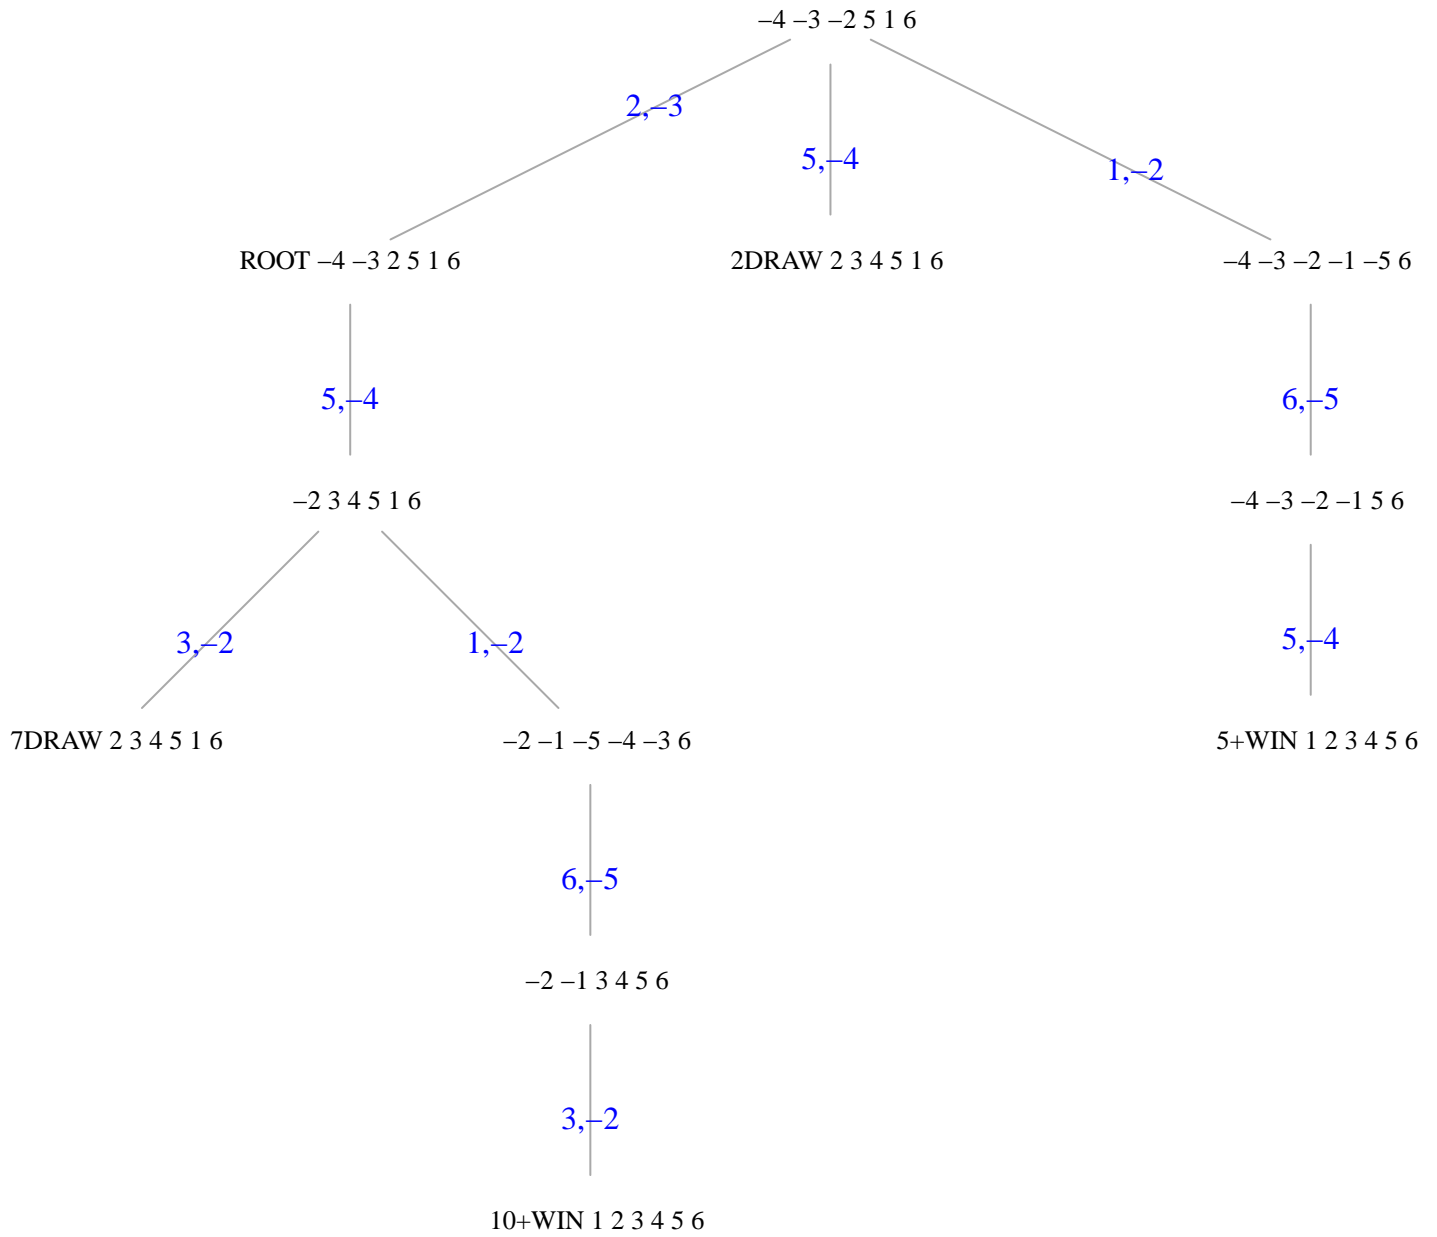 –4 –3 –2 5 1 6
2,–3
5,–4
1,–2
ROOT –4 –3 2 5 1 6
2DRAW 2 3 4 5 1 6
–4 –3 –2 –1 –5 6
5,–4
6,–5
–2 3 4 5 1 6
–4 –3 –2 –1 5 6
3,–2
1,–2
5,–4
7DRAW 2 3 4 5 1 6
–2 –1 –5 –4 –3 6
5+WIN 1 2 3 4 5 6
6,–5
–2 –1 3 4 5 6
3,–2
10+WIN 1 2 3 4 5 6